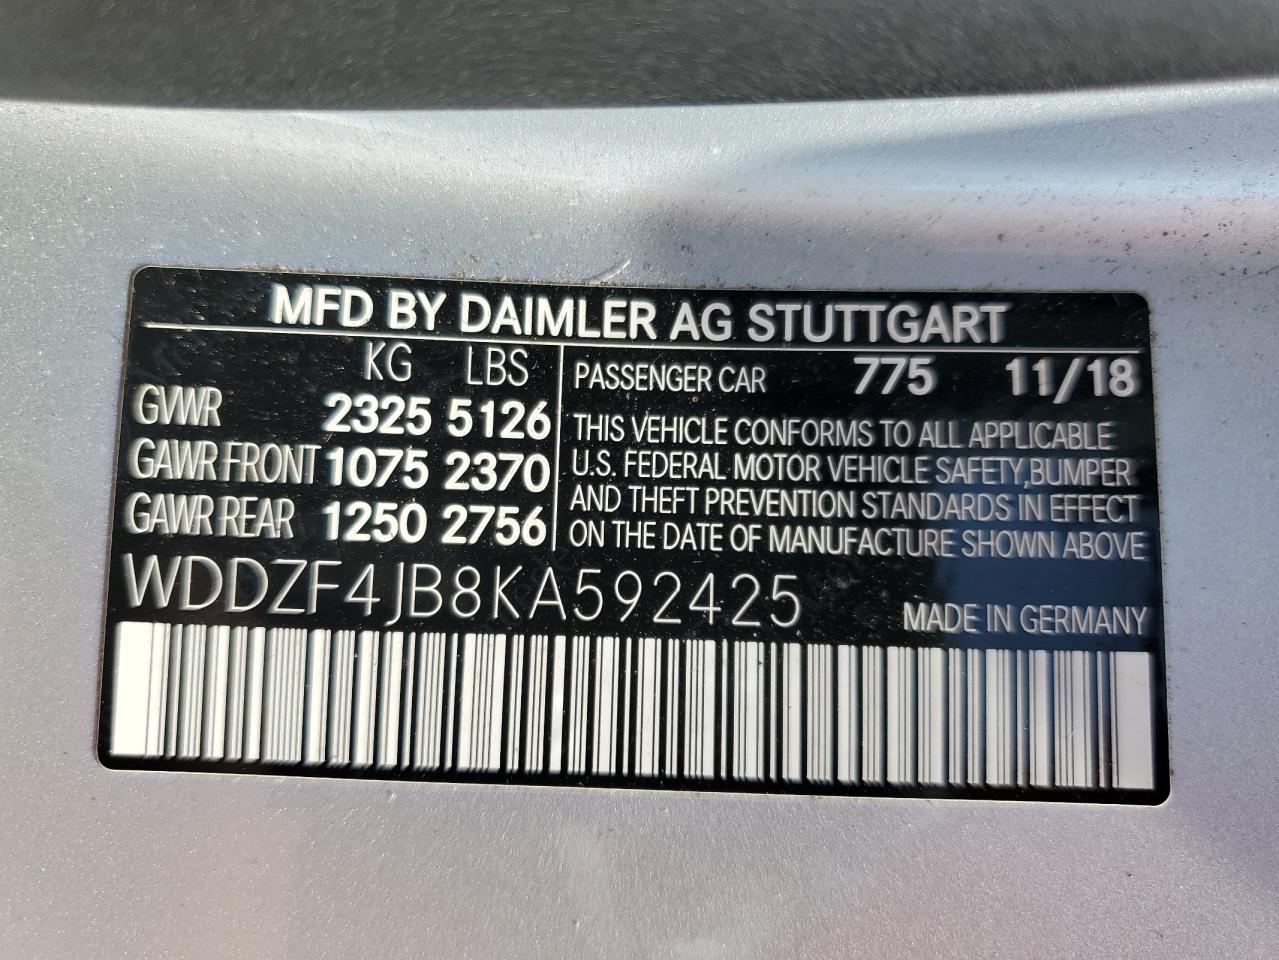 MFD BY DAIMLER AG STUTTGART
KG LBS
GVWR 2325 5126
GAWR FRONT 1075 2370
GAWR REAR 1250 2756
PASSENGER CAR 775 11/18
THIS VEHICLE CONFORMS TO ALL APPLICABLE
U.S. FEDERAL MOTOR VEHICLE SAFETY, BUMPER
AND THEFT PREVENTION STANDARDS IN EFFECT
ON THE DATE OF MANUFACTURE SHOWN ABOVE
WDDZF4JB8KA592425
MADE IN GERMANY